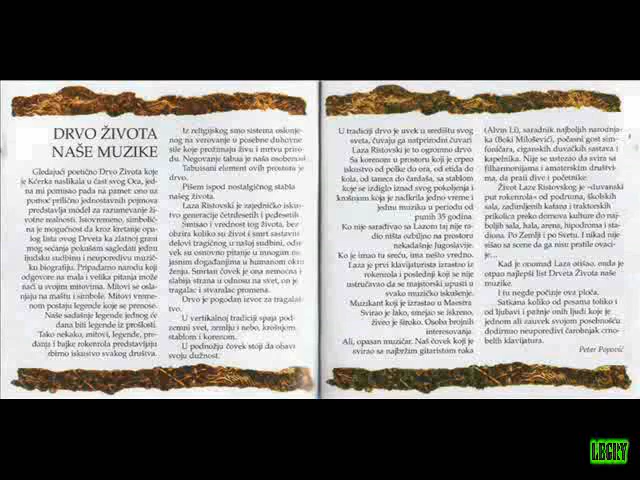 DRVO ŽIVOTA
NAŠE MUZIKE
Gledajući poetično Drvo Života koje
je Kćerka naslikala u čast svog Oca, jed-
na mi pomisao pada na pamet: ono uz
pomoć prilično jednostavnih pojmova
predstavlja model za razumevanje ži-
votne realnosti. Istovremeno, simbolič-
na je mogućnost da kroz kretanje opa-
log lista ovog Drveta ka zlatnoj grani
mog sećanja pokušam sagledati jednu
ljudsku sudbinu i neuporedivu muzič-
ku biografiju. Pripadamo narodu koji
odgovore na mala i velika pitanja može
naći u svojim mitovima. Mitovi se osla-
njaju na maštu i simbole. Mitovi vreme-
nom postaju legende koje se prenose.
Naše sadašnje legende jednog će
dana biti legende iz prošlosti.
Tako nekako, mitovi, legende, pre-
danja i bajke rokenrola predstavljaju
zbirno iskustvo svakog društva.
Iz religijskog smo sistema oslonje-
nog na verovanje u posebne duhovne
sile koje prožimaju živu i mrtvu priro-
du. Negovanje tabua je naša osobenost.
Tabuisani element ovih prostora je
drvo.
Pišem ispod nostalgičnog stabla
našeg života.
Laza Ristovski je zajedničko iskus-
tvo generacije četrdesetih i pedesetih.
Smisao i vrednost tog života, bez
obzira koliko su život i smrt sastavni
delovi tragičnog u našoj sudbini, odu-
vek su osnovno pitanje u mnogim ne-
jasnim događanjima u humanom okru-
ženju. Smrtan čovek je ona nemoćna i
slabija strana u odnosu na svet, on je
tragalac i stvaralac promena.
Drvo je pogodan izvor za tragalaš-
tvo.
U vertikalnoj tradiciji spaja pod-
zemni svet, zemlju i nebo, krošnjom,
stablom i korenom.
U podnožju čovek stoji da obavi
svoju dužnost.
U tradiciji drvo je uvek u središtu svog
sveta, čuvaju ga natprirodni čuvari
Laza Ristovski je to ogromno drvo.
Sa korenom u prostoru koji je crpeo
iskustvo od polke do ora, od etida do
kola, od taneca do čardaša, sa stablom
koje se izdiglo iznad svog pokoljenja i
krošnjom koja je nadkrila jedno vreme i
jednu muziku u periodu od
punih 35 godina.
Ko nije sarađivao sa Lazom taj nije ra-
dio ništa ozbiljno na prostoru
nekadašnje Jugoslavije.
Ko je imao tu sreću, ima nešto vredno.
Laza je prvi klavijaturista izrastao iz
rokenrola i poslednji koji se nije
ustručavao da se majstorski upusti u
svako muzičko iskušenje.
Muzikant koji je izrastao u Maestra
Svirao je lako, smejao se iskreno,
živeo je široko. Osoba brojnih
interesovanja.
Ali, opasan muzičar. Naš čovek koji je
svirao sa najbržim gitaristom roka
(Alvin Li), saradnik najboljeh narodnja-
ka (Boki Milošević), počasni gost sim-
foničara, ciganskih duvačkih sastava i
kapelnika. Nije se ustezao da svira sa
filharmonijama i amaterskim društvi-
ma, da prati dive i početnike.
Život Laze Ristovskog je »duvanski
put rokenrola« od podruma, školskih
sala, zadimljenih kafana i traktorskih
prikolica preko domova kulture do naj-
boljih sala, hala, arena, hipodroma i sta-
diona. Po Zemlji i po Svetu. I nikad nije
sišao sa scene da ga nisu pratile ovaci-
je...
Kad je onomad Laza otišao, onda je
otpao najlepši list Drveta Života naše
muzike.
I tu negde počinje ova ploča.
Satkana koliko od pesama toliko i
od ljubavi i pažnje onih ljudi koje je
jednom ali zauvek svojom posebnošću
dodirnuo neuporedivi čarobnjak crno-
belih klavijatura.
Peter Popović
LECKY